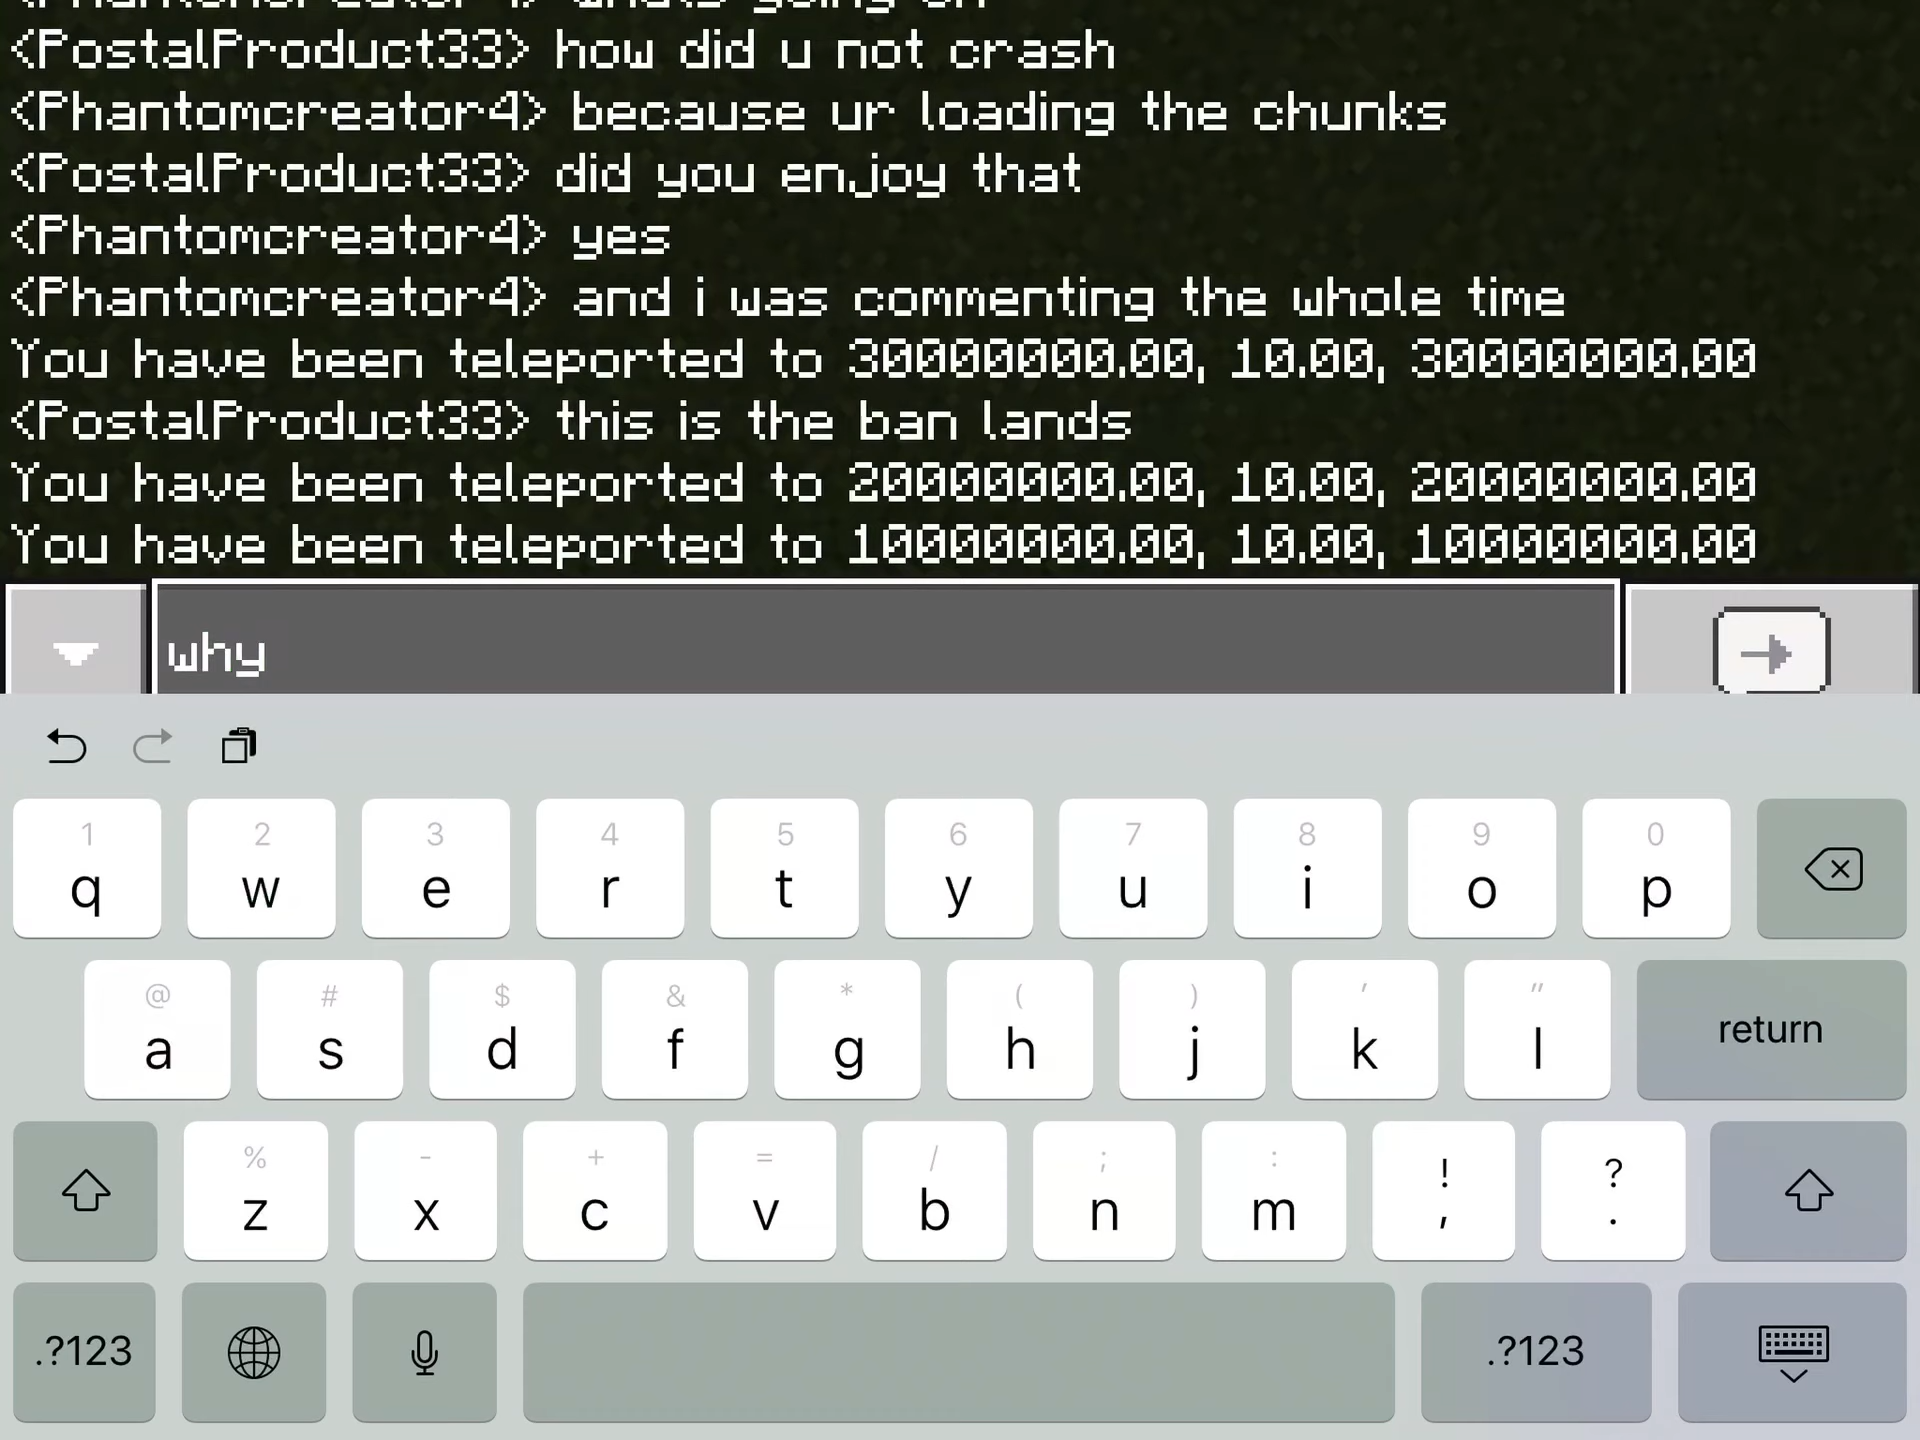 <Phantomcreator4> whats going on
<PostalProduct33> how did u not crash
<Phantomcreator4> because ur loading the chunks
<PostalProduct33> did you enjoy that
<Phantomcreator4> yes
<Phantomcreator4> and i was commenting the whole time
You have been teleported to 30000000.00, 10.00, 30000000.00
<PostalProduct33> this is the ban lands
You have been teleported to 20000000.00, 10.00, 20000000.00
You have been teleported to 10000000.00, 10.00, 10000000.00
why
1 2 3 4 5 6 7 8 9 0
q w e r t y u i o p
@ # $ & * ( ) ' "
a s d f g h j k l return
% - + = / ; : ! ?
z x c v b n m , .
.?123 .?123